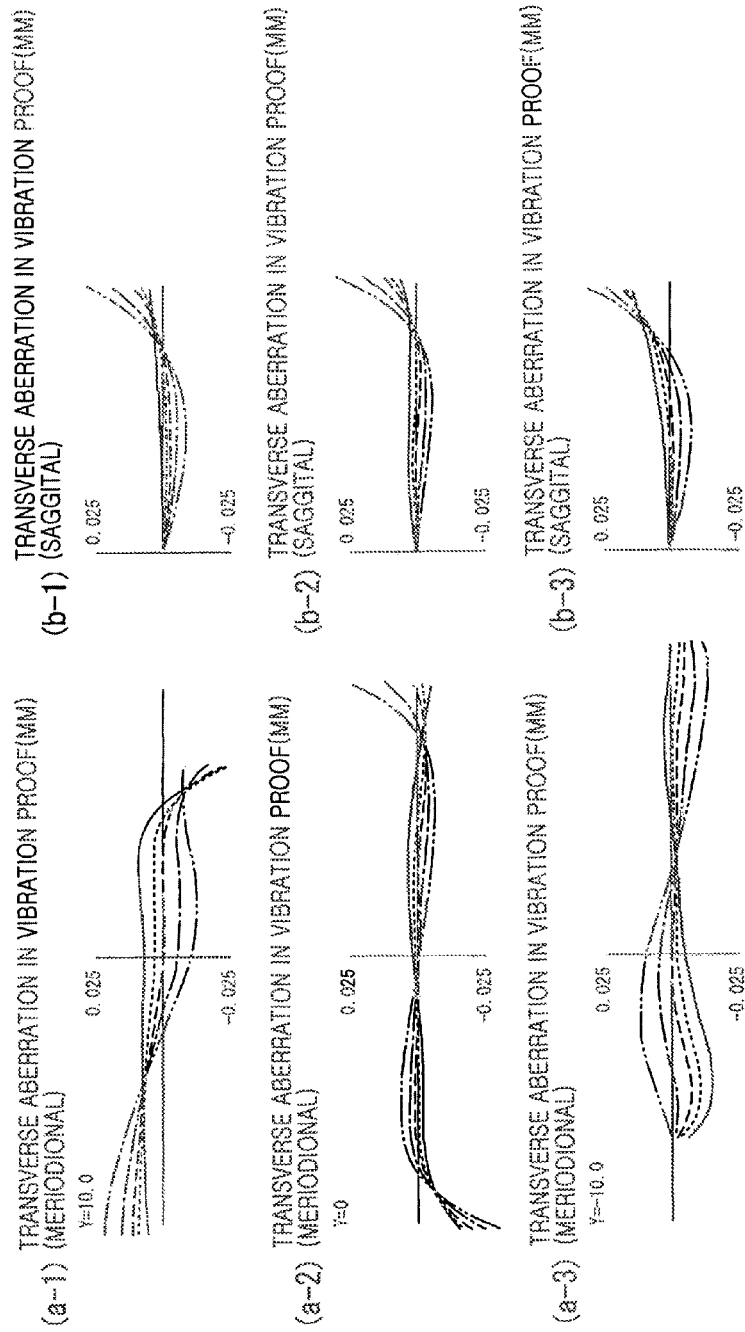 (a-1) TRANSVERSE ABERRATION IN VIBRATION PROOF(MM)
(MERIODIONAL)
Y=10.0
0.025
-0.025
(b-1) TRANSVERSE ABERRATION IN VIBRATION PROOF(MM)
(SAGGITAL)
0.025
-0.025
(a-2) TRANSVERSE ABERRATION IN VIBRATION PROOF(MM)
(MERIODIONAL)
Y=0
0.025
-0.025
(b-2) TRANSVERSE ABERRATION IN VIBRATION PROOF(MM)
(SAGGITAL)
0.025
-0.025
(a-3) TRANSVERSE ABERRATION IN VIBRATION PROOF(MM)
(MERIODIONAL)
Y=-10.0
0.025
-0.025
(b-3) TRANSVERSE ABERRATION IN VIBRATION PROOF(MM)
(SAGGITAL)
0.025
-0.025